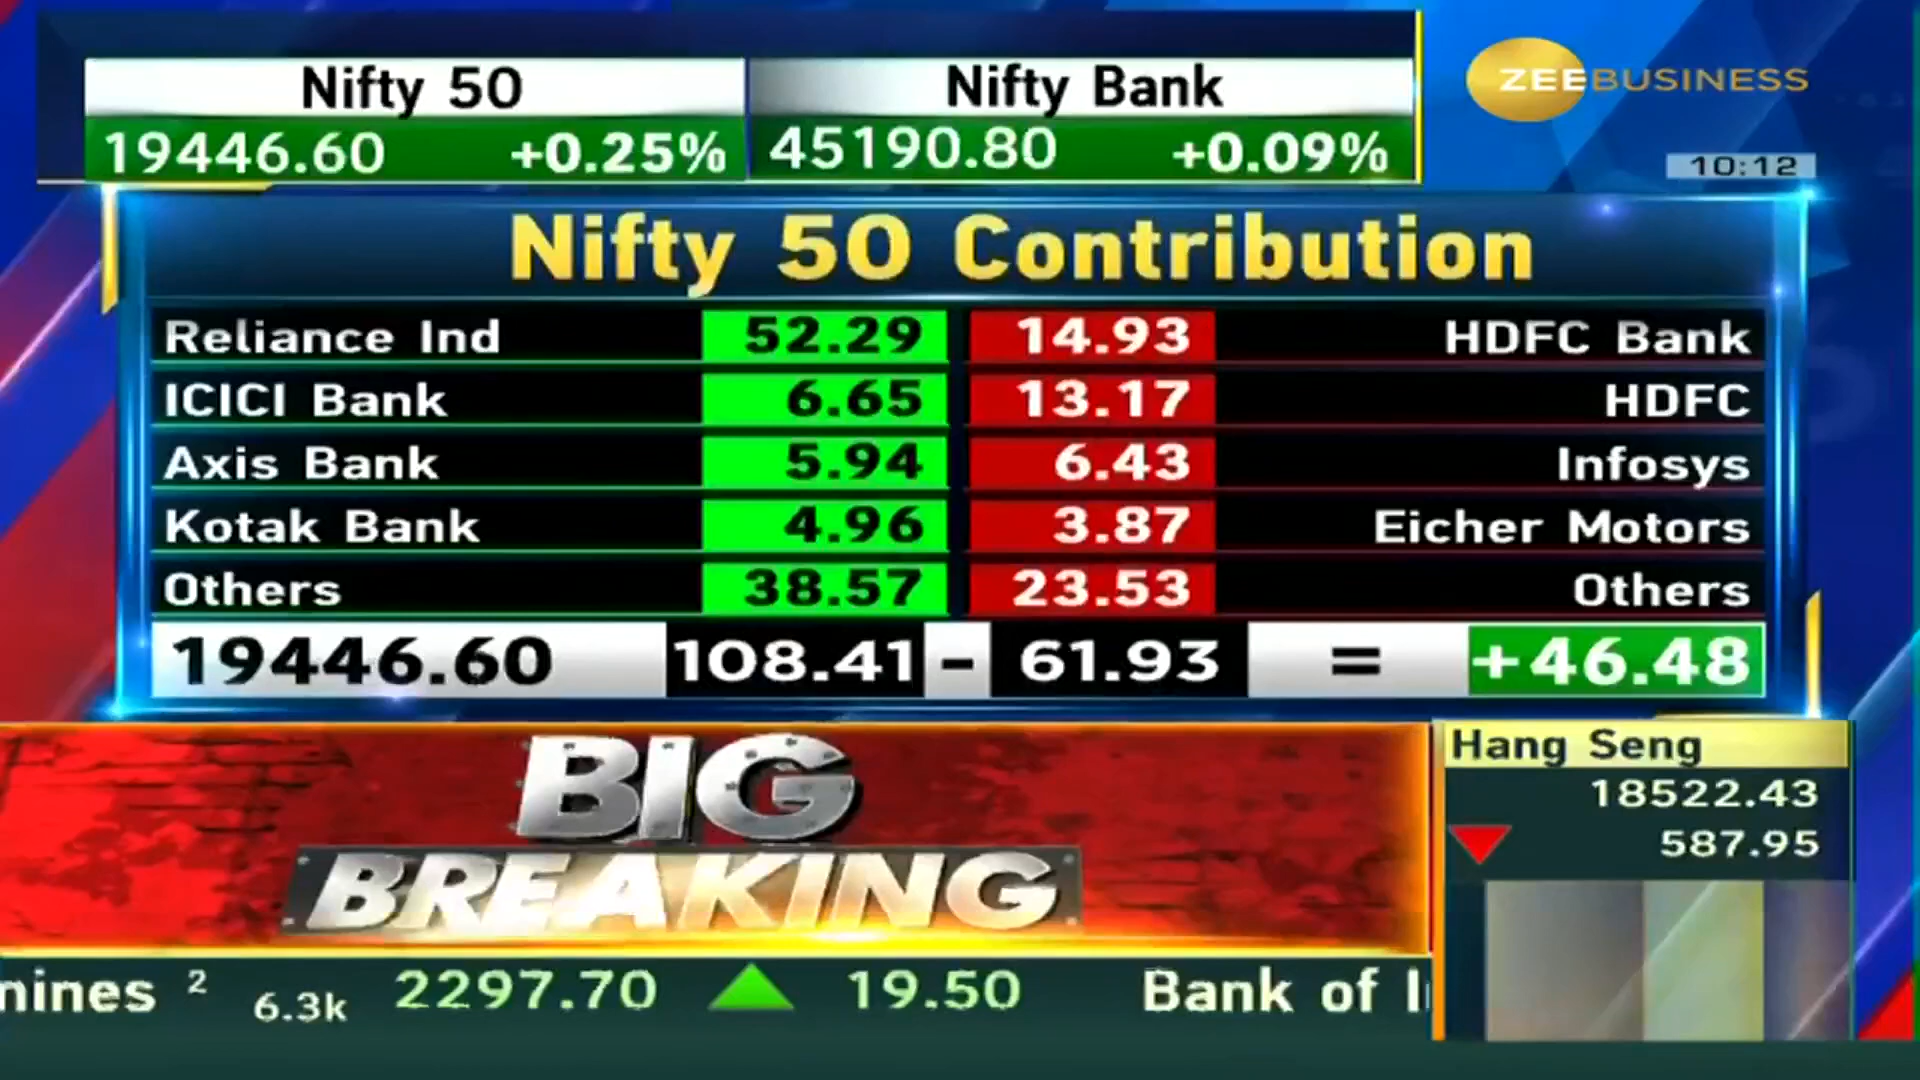 Nifty 50 Nifty Bank
19446.60 +0.25% 45190.80 +0.09%
ZEEBUSINESS
10:12
Nifty 50 Contribution
Reliance Ind 52.29 14.93 HDFC Bank
ICICI Bank 6.65 13.17 HDFC
Axis Bank 5.94 6.43 Infosys
Kotak Bank 4.96 3.87 Eicher Motors
Others 38.57 23.53 Others
19446.60 108.41 - 61.93 = +46.48
BIG
BREAKING
Hang Seng
18522.43
587.95
mines 2 6.3k 2297.70 19.50 Bank of